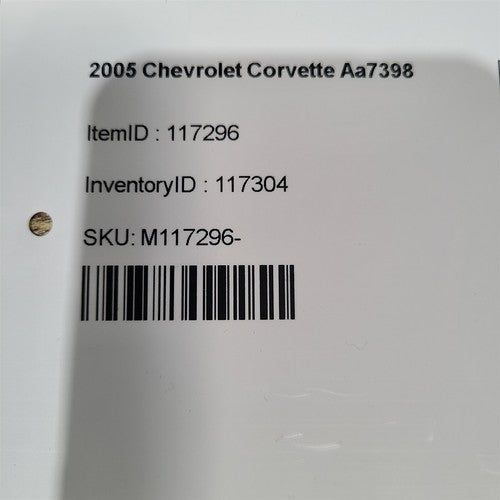 2005 Chevrolet Corvette Aa7398
ItemID : 117296
InventoryID : 117304
SKU: M117296-